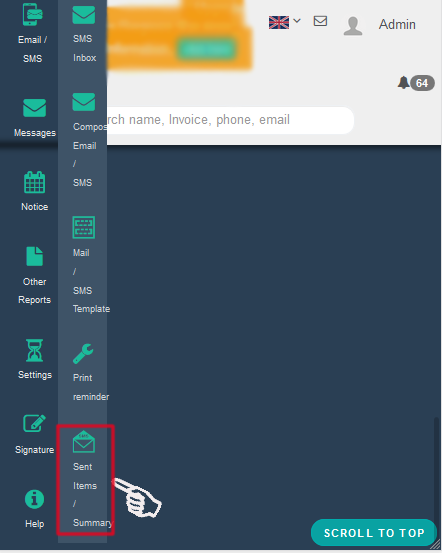 Email /
SMS
Messages
Notice
Other
Reports
Settings
Signature
Help
SMS
Inbox
Compos
Email
/
SMS
Mail
/
SMS
Template
Print
reminder
Sent
Items
/
Summary
Admin
64
rch name, Invoice, phone, email
SCROLL TO TOP